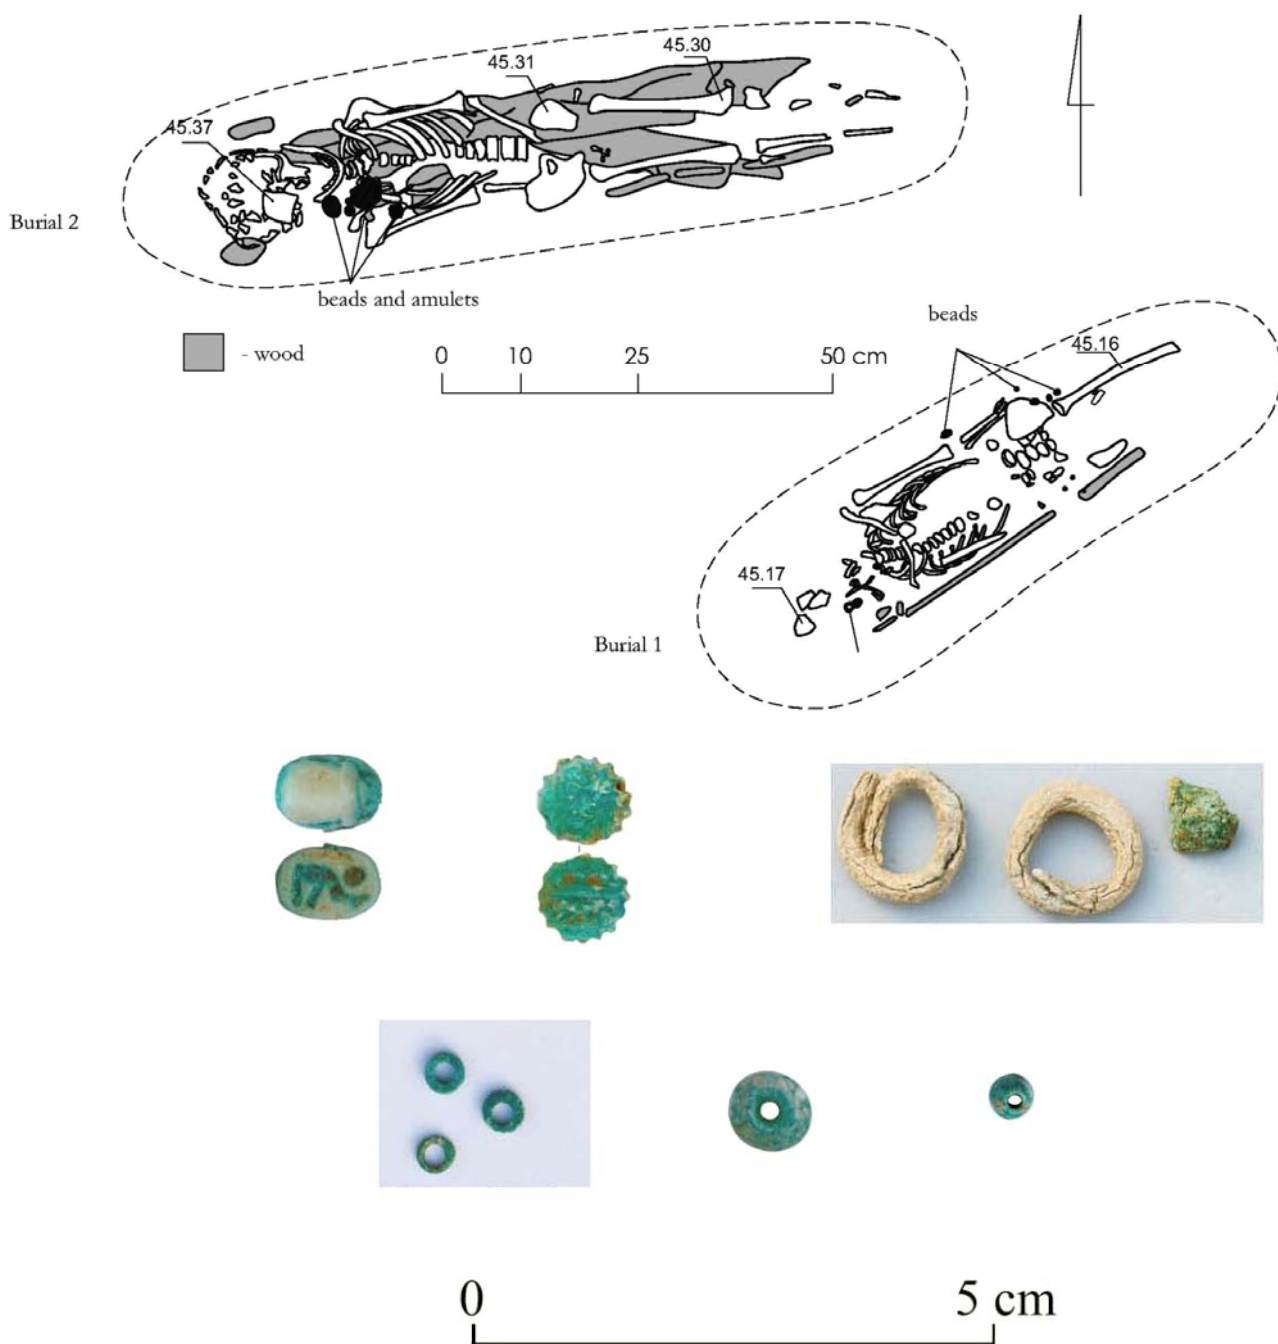 45.30
45.31
45.37
Burial 2
beads and amulets
- wood
0 10 25 50 cm
beads
45.16
45.17
Burial 1
0 5 cm